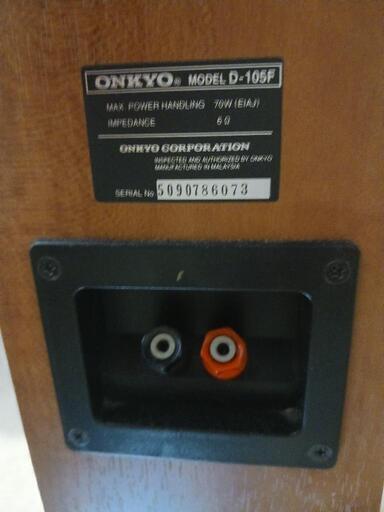 ONKYO® MODEL D-105F
MAX. POWER HANDLING 70W (EIAJ)
IMPEDANCE 6 Ω
ONKYO CORPORATION
INSPECTED AND AUTHORIZED BY ONKYO
MANUFACTURED IN MALAYSIA
SERIAL No 5090786073